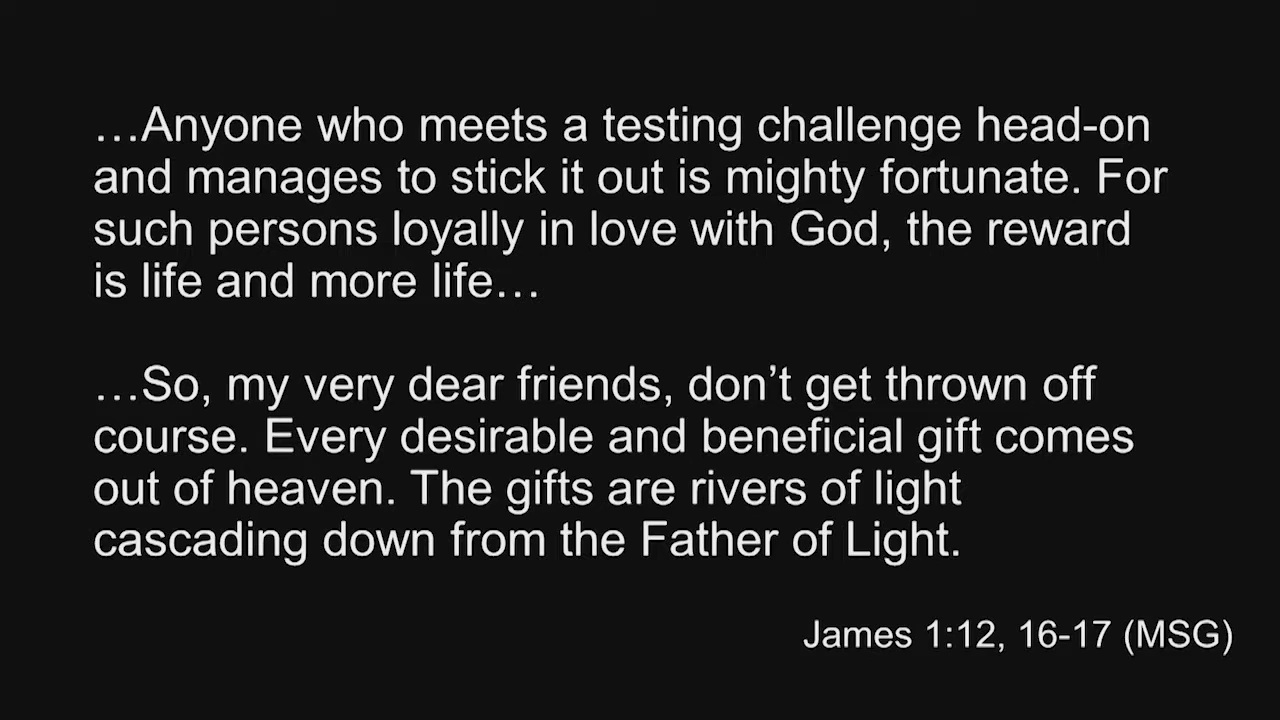 …Anyone who meets a testing challenge head-on
and manages to stick it out is mighty fortunate. For
such persons loyally in love with God, the reward
is life and more life…
…So, my very dear friends, don’t get thrown off
course. Every desirable and beneficial gift comes
out of heaven. The gifts are rivers of light
cascading down from the Father of Light.
James 1:12, 16-17 (MSG)